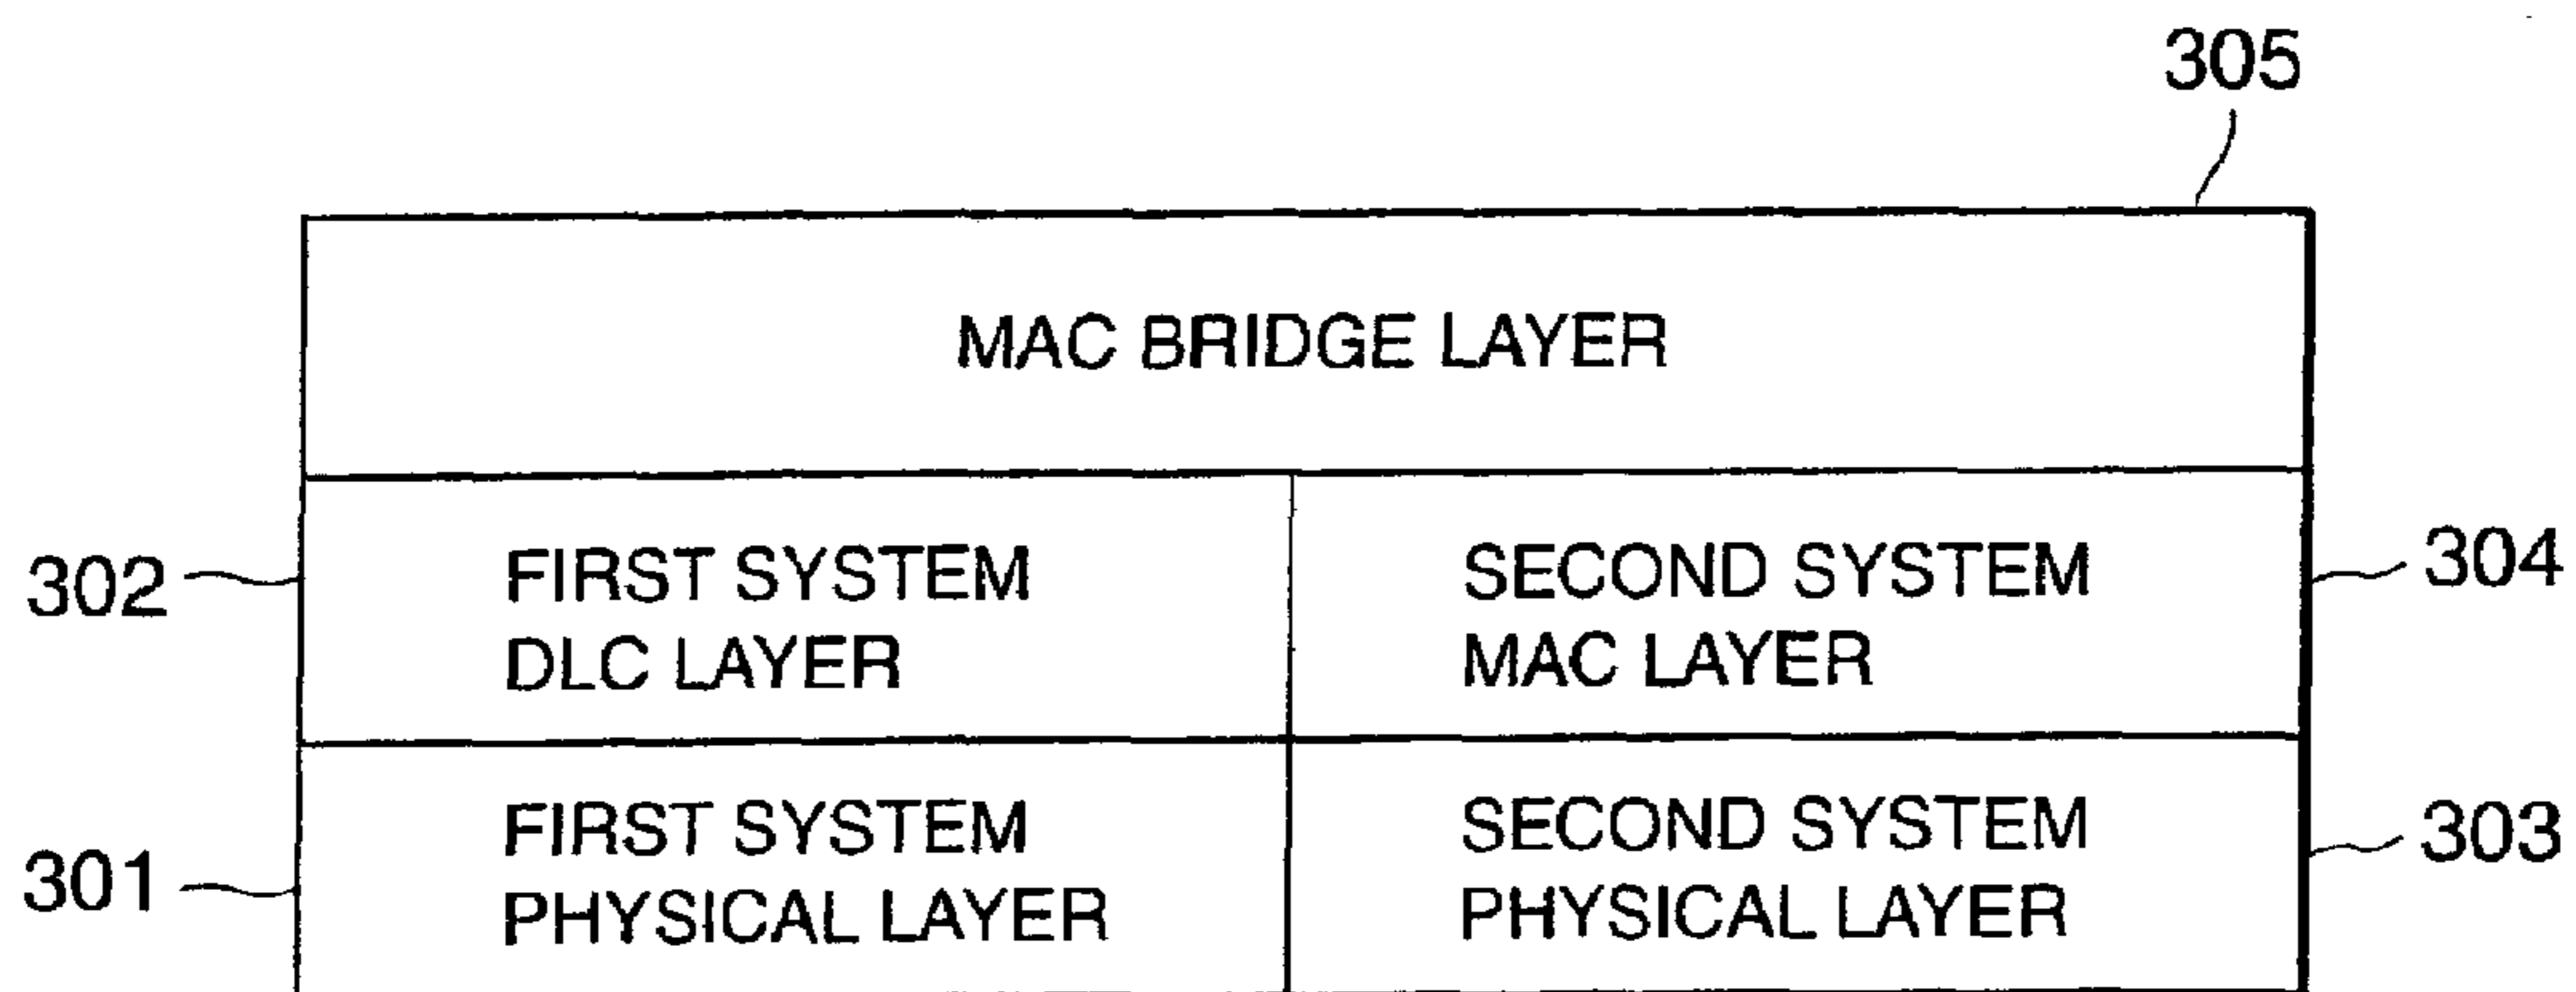 305
MAC BRIDGE LAYER
302
FIRST SYSTEM
DLC LAYER
SECOND SYSTEM
MAC LAYER
304
301
FIRST SYSTEM
PHYSICAL LAYER
SECOND SYSTEM
PHYSICAL LAYER
303